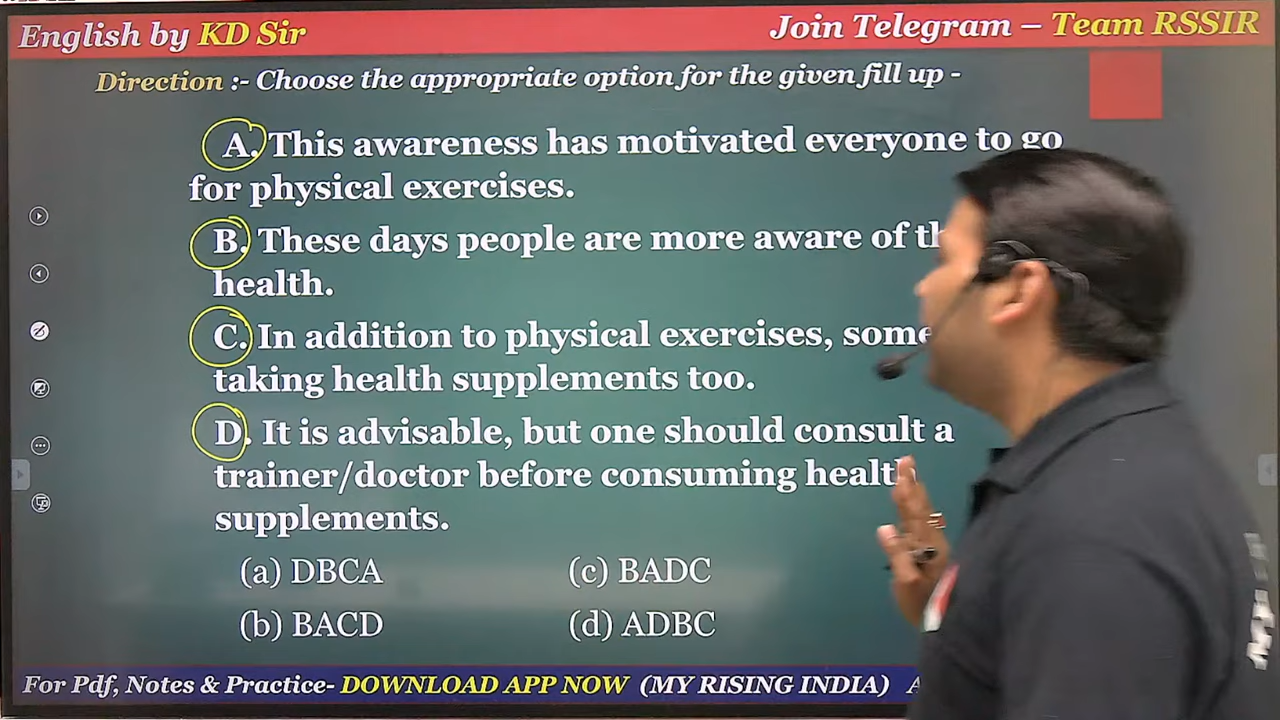 English by KD Sir
Join Telegram – Team RSSIR
Direction :- Choose the appropriate option for the given fill up -
A. This awareness has motivated everyone to go
for physical exercises.
B. These days people are more aware of
health.
C. In addition to physical exercises, some
taking health supplements too.
D. It is advisable, but one should consult a
trainer/doctor before consuming health
supplements.
(a) DBCA
(c) BADC
(b) BACD
(d) ADBC
For Pdf, Notes & Practice- DOWNLOAD APP NOW (MY RISING INDIA)